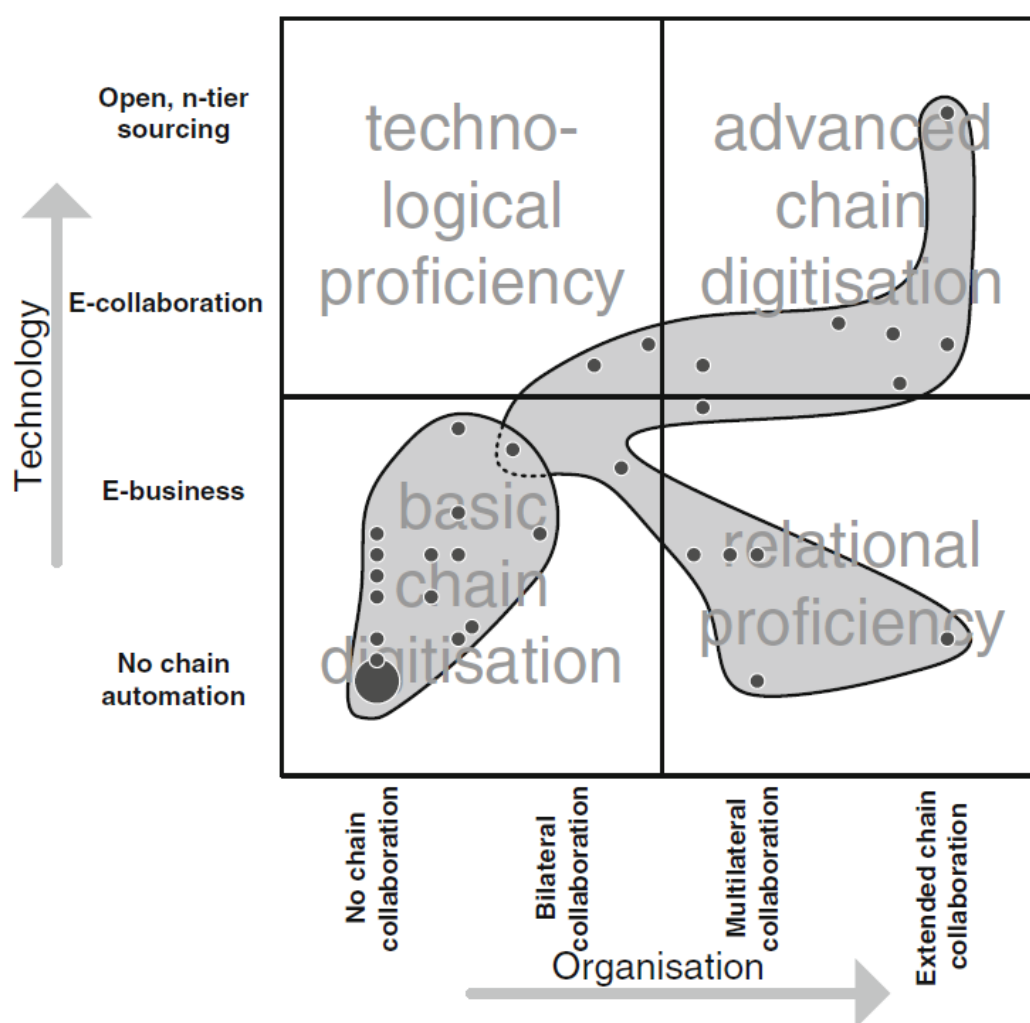 Open, n-tier
sourcing
E-collaboration
E-business
No chain
automation
Technology
techno-
logical
proficiency
advanced
chain
digitisation
basic
chain
digitisation
relational
proficiency
No chain
collaboration
Bilateral
collaboration
Multilateral
collaboration
Extended chain
collaboration
Organisation